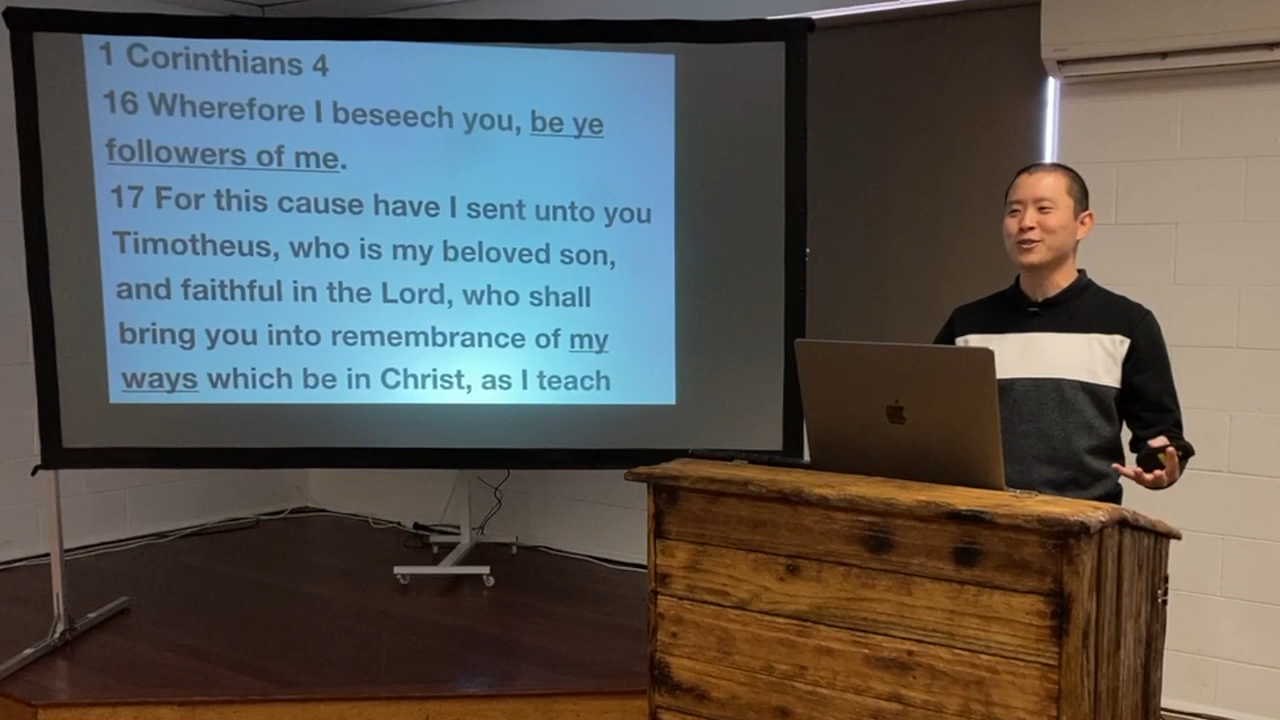 1 Corinthians 4
16 Wherefore I beseech you, be ye
followers of me.
17 For this cause have I sent unto you
Timotheus, who is my beloved son,
and faithful in the Lord, who shall
bring you into remembrance of my
ways which be in Christ, as I teach